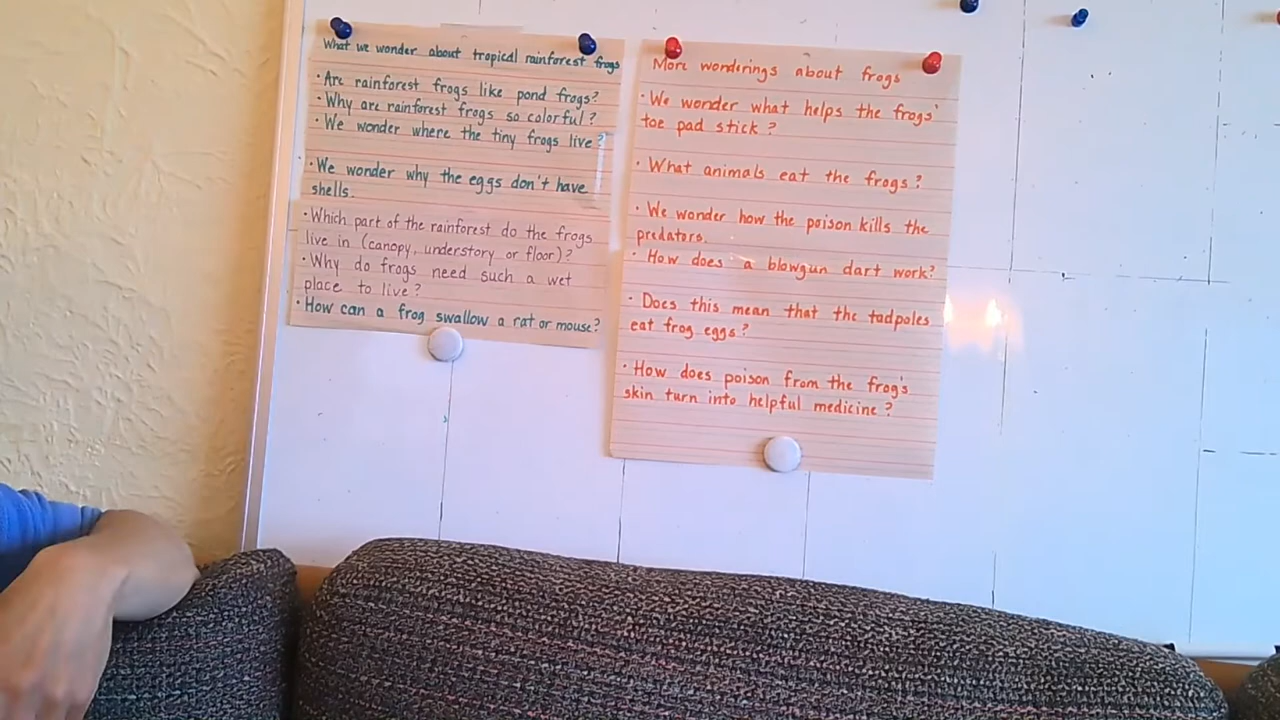 What we wonder about tropical rainforest frogs
• Are rainforest frogs like pond frogs?
• Why are rainforest frogs so colorful?
• We wonder where the tiny frogs live?
• We wonder why the eggs don't have
shells.
• Which part of the rainforest do the frogs
live in (canopy, understory or floor)?
• Why do frogs need such a wet
place to live?
• How can a frog swallow a rat or mouse?
More wonderings about frogs
• We wonder what helps the frogs'
toe pad stick?
• What animals eat the frogs?
• We wonder how the poison kills the
predators.
• How does a blowgun dart work?
• Does this mean that the tadpoles
eat frog eggs?
• How does poison from the frog's
skin turn into helpful medicine?